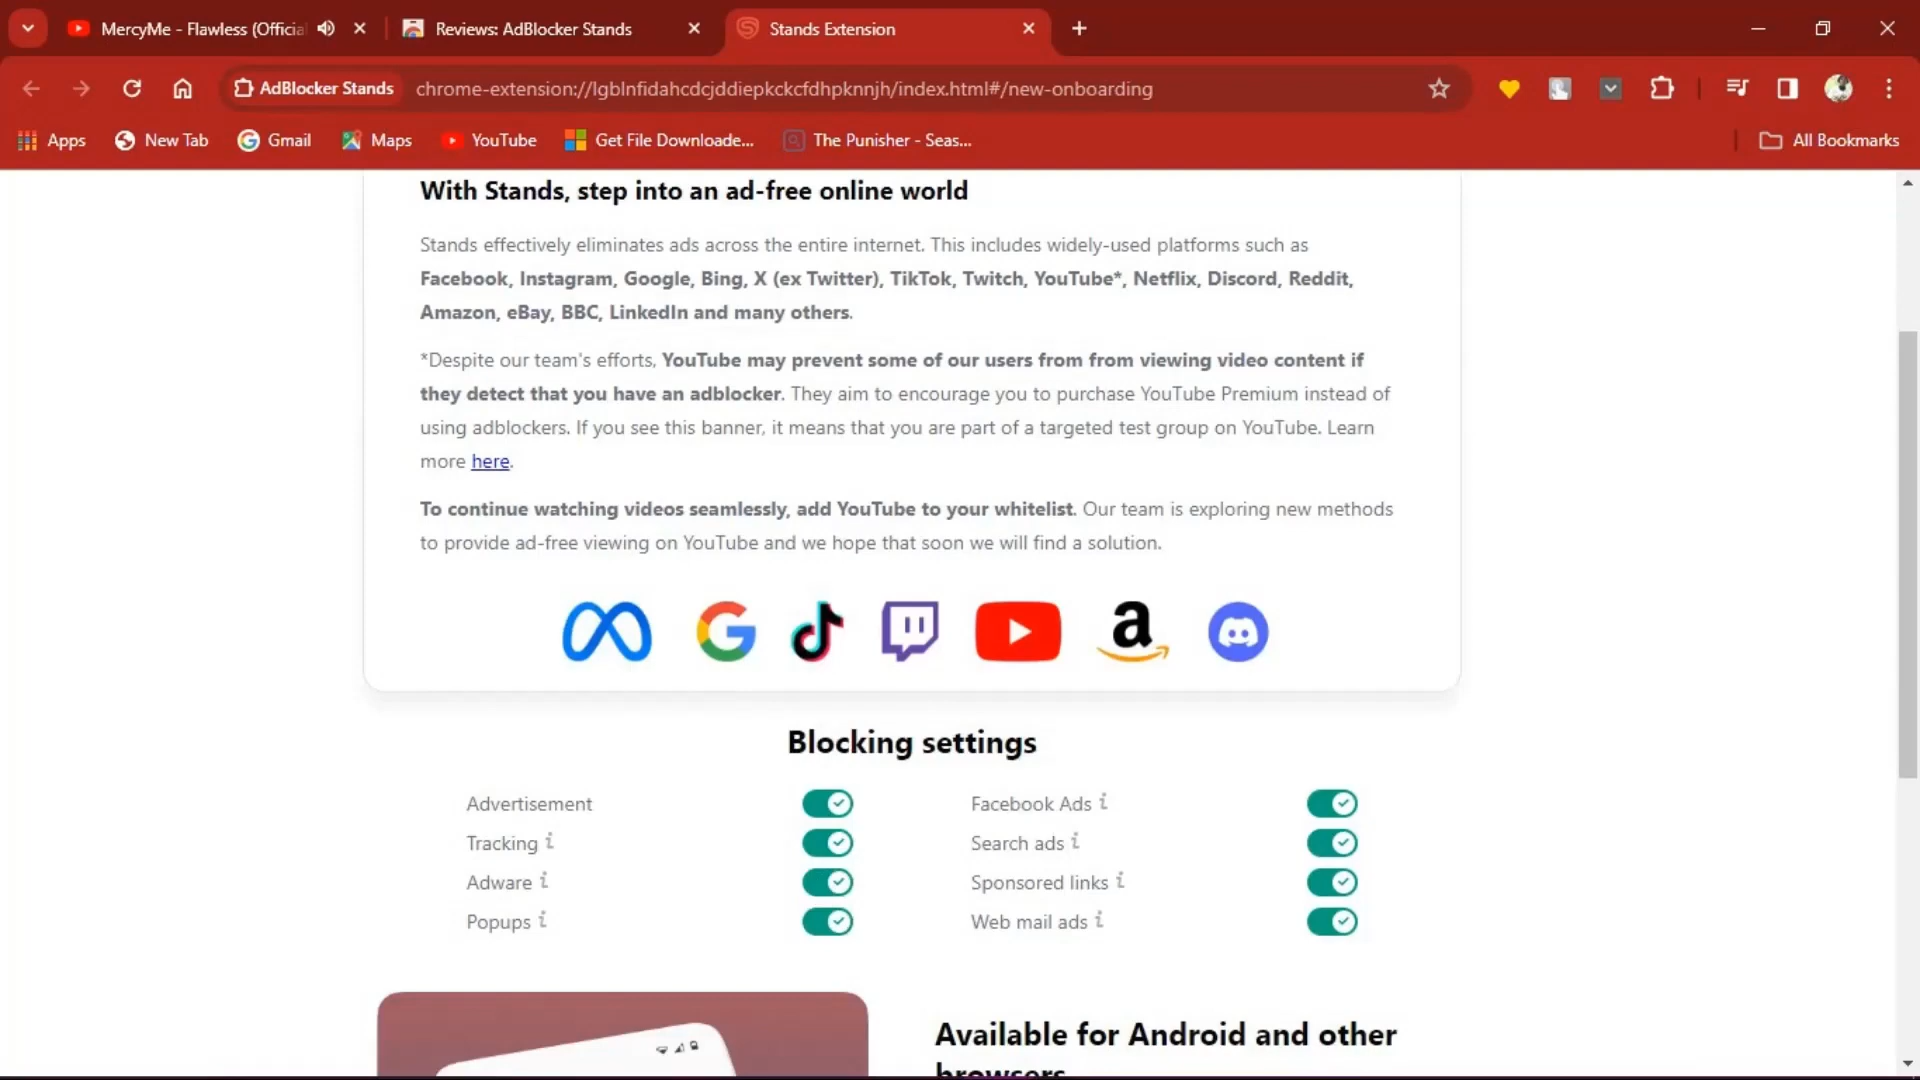 MercyMe - Flawless (Officia
Reviews: AdBlocker Stands
Stands Extension
AdBlocker Stands
chrome-extension://lgblnfidahcdcjddiepkckcfdhpknnjh/index.html#/new-onboarding
Apps
New Tab
Gmail
Maps
YouTube
Get File Downloade...
The Punisher - Seas...
All Bookmarks
With Stands, step into an ad-free online world
Stands effectively eliminates ads across the entire internet. This includes widely-used platforms such as
Facebook, Instagram, Google, Bing, X (ex Twitter), TikTok, Twitch, YouTube*, Netflix, Discord, Reddit,
Amazon, eBay, BBC, LinkedIn and many others.
*Despite our team's efforts, YouTube may prevent some of our users from from viewing video content if
they detect that you have an adblocker. They aim to encourage you to purchase YouTube Premium instead of
using adblockers. If you see this banner, it means that you are part of a targeted test group on YouTube. Learn
more here.
To continue watching videos seamlessly, add YouTube to your whitelist. Our team is exploring new methods
to provide ad-free viewing on YouTube and we hope that soon we will find a solution.
Blocking settings
Advertisement
Facebook Ads i
Tracking i
Search ads i
Adware i
Sponsored links i
Popups i
Web mail ads i
Available for Android and other
browsers